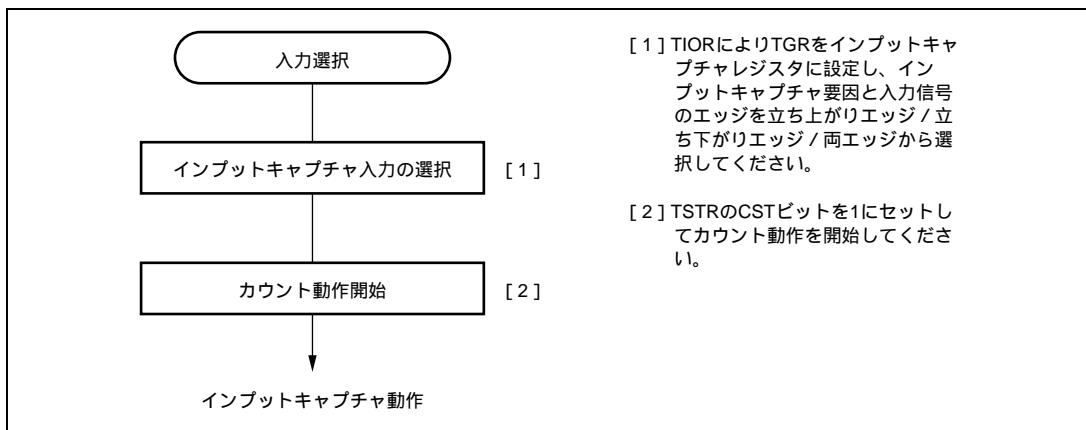 入力選択
インプットキャプチャ入力の選択 [1]
カウント動作開始 [2]
インプットキャプチャ動作
[1]TIORによりTGRをインプットキャ
プチャレジスタに設定し、イン
プットキャプチャ要因と入力信号
のエッジを立ち上がりエッジ/立
ち下がりエッジ/両エッジから選
択してください。
[2]TSTRのCSTビットを1にセットし
てカウント動作を開始してくださ
い。